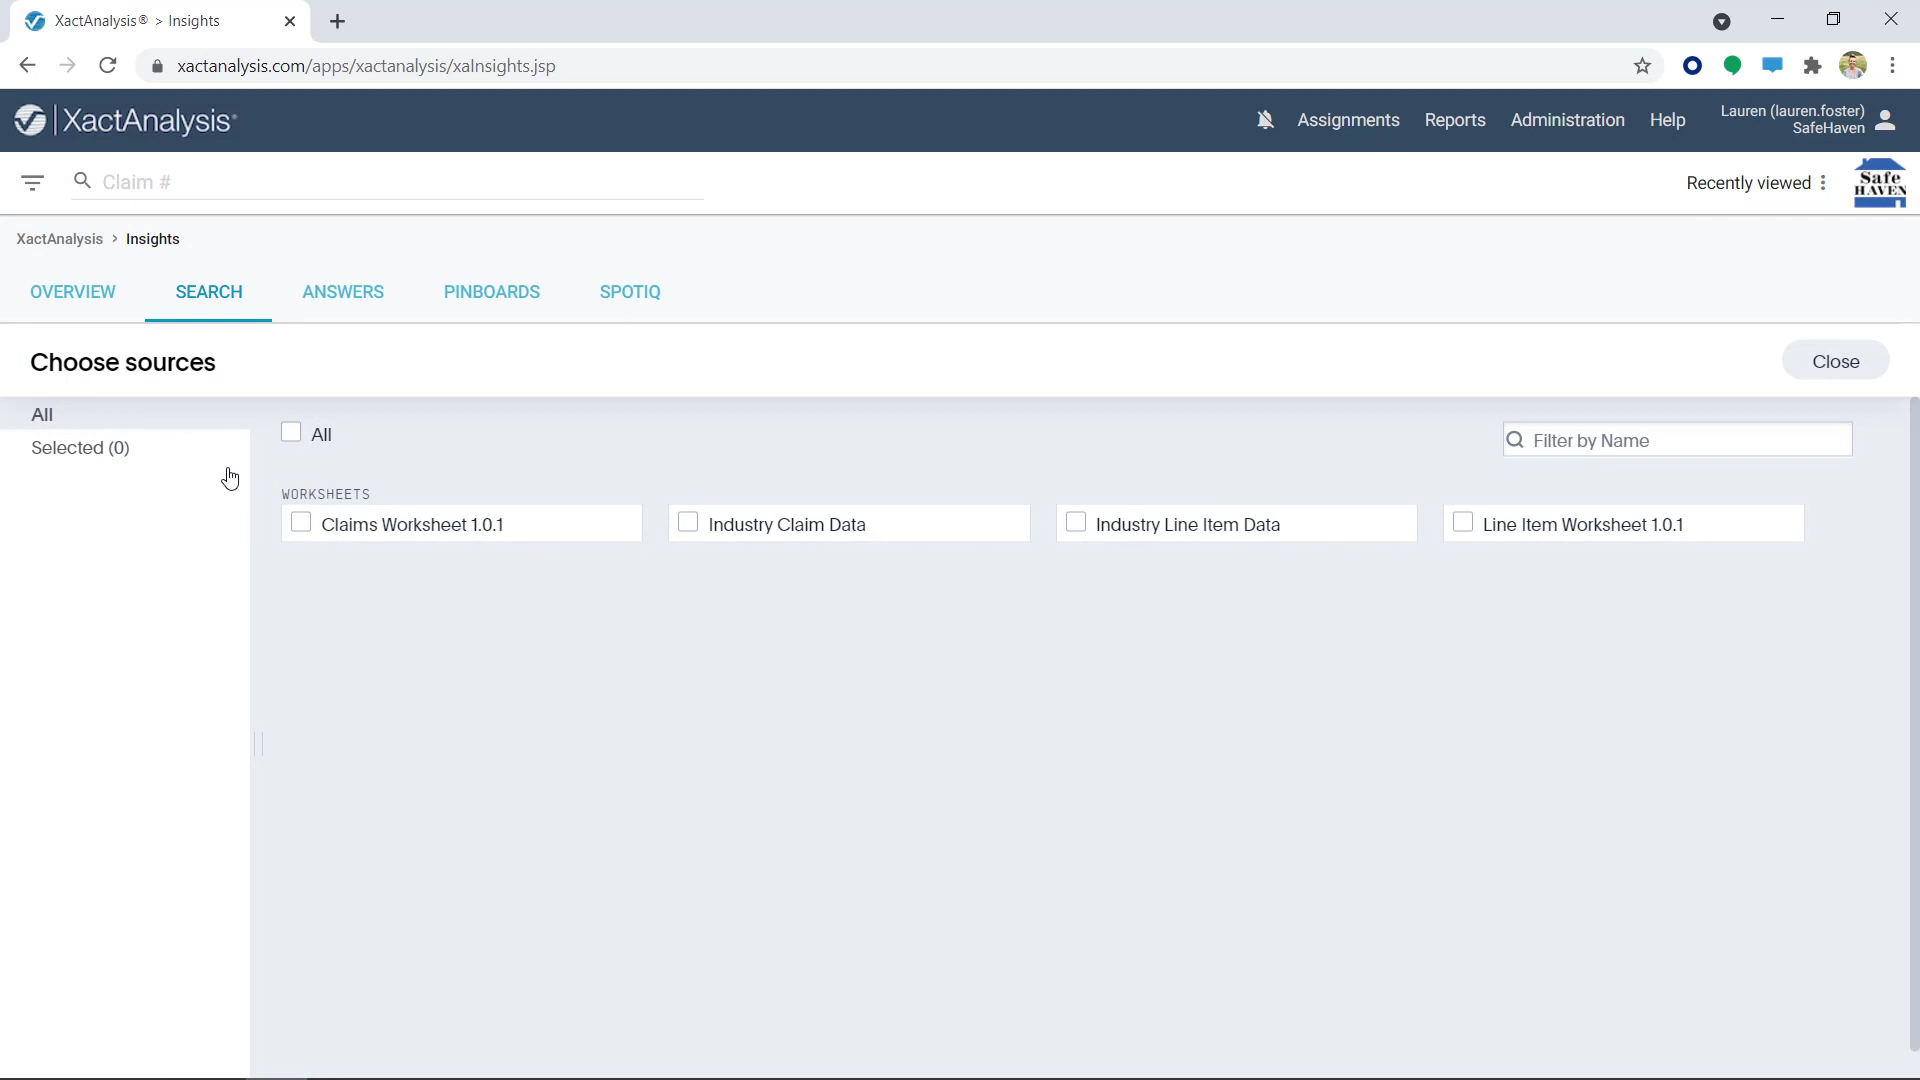 XactAnalysis® > Insights
xactanalysis.com/apps/xactanalysis/xaInsights.jsp
XactAnalysis®
Assignments
Reports
Administration
Help
Lauren (lauren.foster)
SafeHaven
Claim #
Recently viewed
Safe
HAVEN
XactAnalysis > Insights
OVERVIEW
SEARCH
ANSWERS
PINBOARDS
SPOTIQ
Choose sources
Close
All
Selected (0)
All
Filter by Name
WORKSHEETS
Claims Worksheet 1.0.1
Industry Claim Data
Industry Line Item Data
Line Item Worksheet 1.0.1